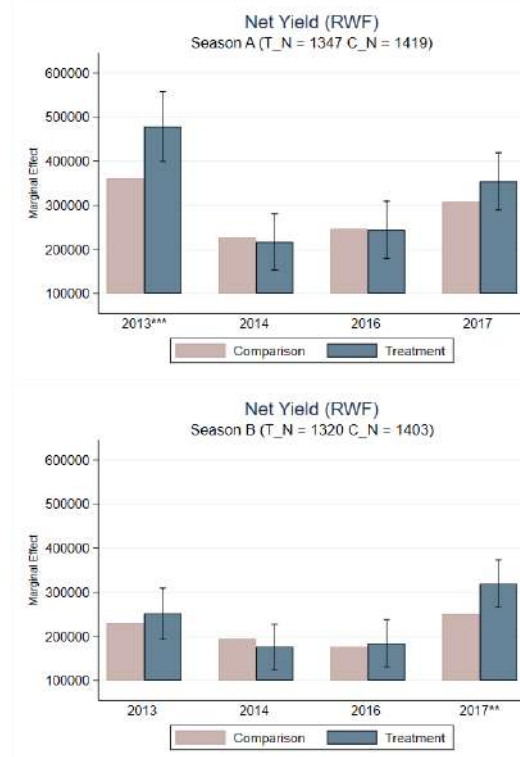 Net Yield (RWF)
Season A (T_N = 1347 C_N = 1419)
600000
500000
400000
300000
200000
100000
Marginal Effect
2013*** 2014 2016 2017
Comparison Treatment
Net Yield (RWF)
Season B (T_N = 1320 C_N = 1403)
600000
500000
400000
300000
200000
100000
Marginal Effect
2013 2014 2016 2017**
Comparison Treatment